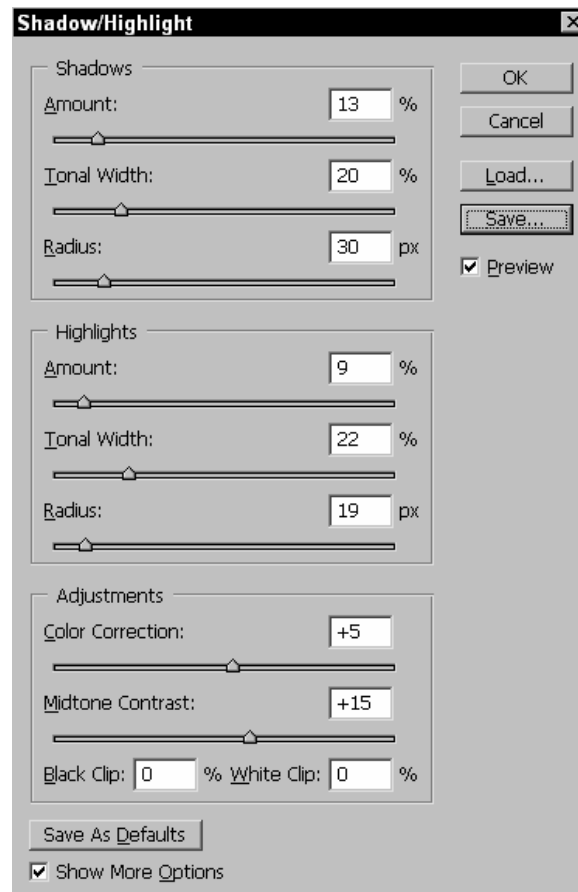 Shadow/Highlight
Shadows
Amount: 13 %
Tonal Width: 20 %
Radius: 30 px
Highlights
Amount: 9 %
Tonal Width: 22 %
Radius: 19 px
Adjustments
Color Correction: +5
Midtone Contrast: +15
Black Clip: 0 % White Clip: 0 %
Save As Defaults
Show More Options
OK
Cancel
Load...
Save...
Preview